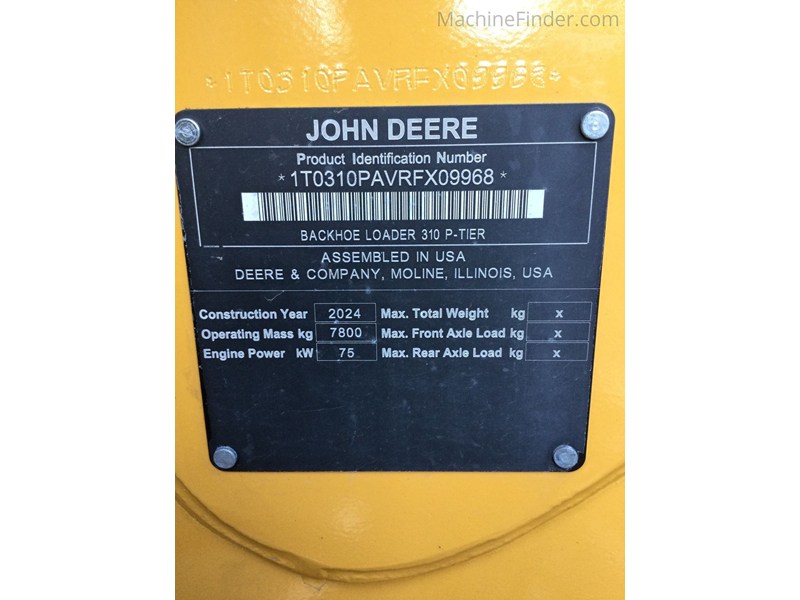 MachineFinder.com
JOHN DEERE
Product Identification Number
*1T0310PAVRFX09968*
BACKHOE LOADER 310 P-TIER
ASSEMBLED IN USA
DEERE & COMPANY, MOLINE, ILLINOIS, USA
Construction Year 2024 Max. Total Weight kg x
Operating Mass kg 7800 Max. Front Axle Load kg x
Engine Power kW 75 Max. Rear Axle Load kg x